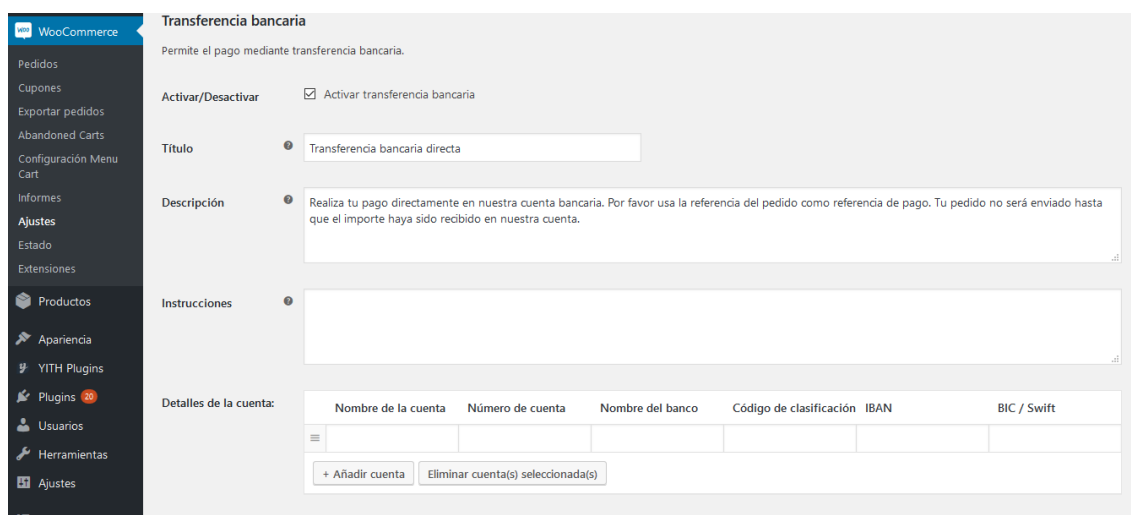 WooCommerce
Pedidos
Cupones
Exportar pedidos
Abandoned Carts
Configuración Menu
Cart
Informes
Ajustes
Estado
Extensiones
Productos
Apariencia
YITH Plugins
Plugins 20
Usuarios
Herramientas
Ajustes
Transferencia bancaria
Permite el pago mediante transferencia bancaria.
Activar/Desactivar
Activar transferencia bancaria
Título
Transferencia bancaria directa
Descripción
Realiza tu pago directamente en nuestra cuenta bancaria. Por favor usa la referencia del pedido como referencia de pago. Tu pedido no será enviado hasta
que el importe haya sido recibido en nuestra cuenta.
Instrucciones
Detalles de la cuenta:
Nombre de la cuenta Número de cuenta Nombre del banco Código de clasificación IBAN BIC / Swift
+ Añadir cuenta Eliminar cuenta(s) seleccionada(s)